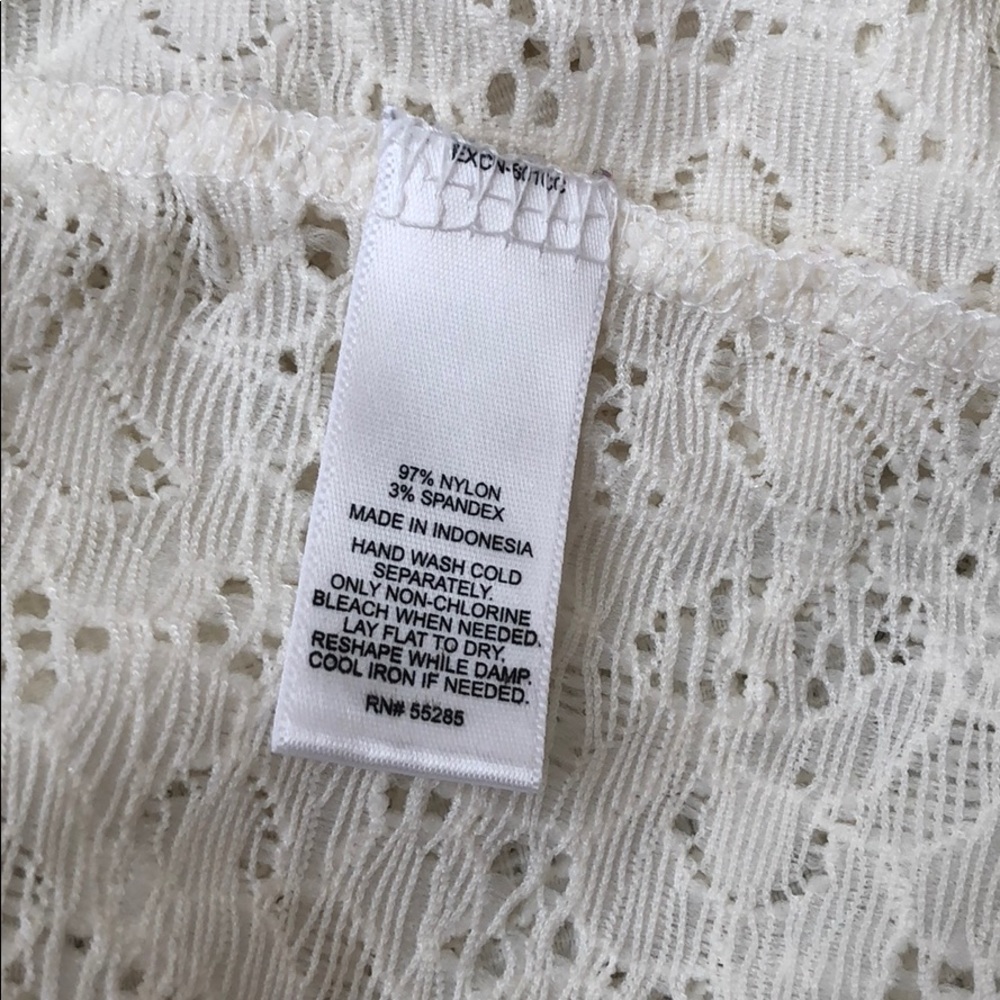 97% NYLON
3% SPANDEX
MADE IN INDONESIA
HAND WASH COLD
SEPARATELY.
ONLY NON-CHLORINE
BLEACH WHEN NEEDED.
LAY FLAT TO DRY,
RESHAPE WHILE DAMP.
COOL IRON IF NEEDED.
RN# 55285